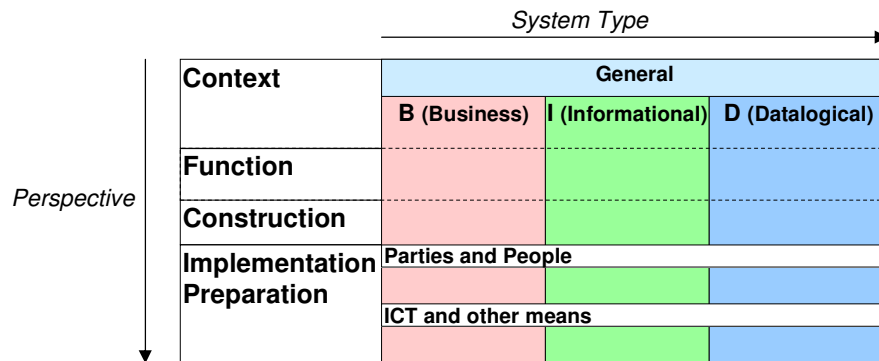 System Type
Context
General
B (Business)
I (Informational)
D (Datalogical)
Function
Perspective
Construction
Implementation
Preparation
Parties and People
ICT and other means